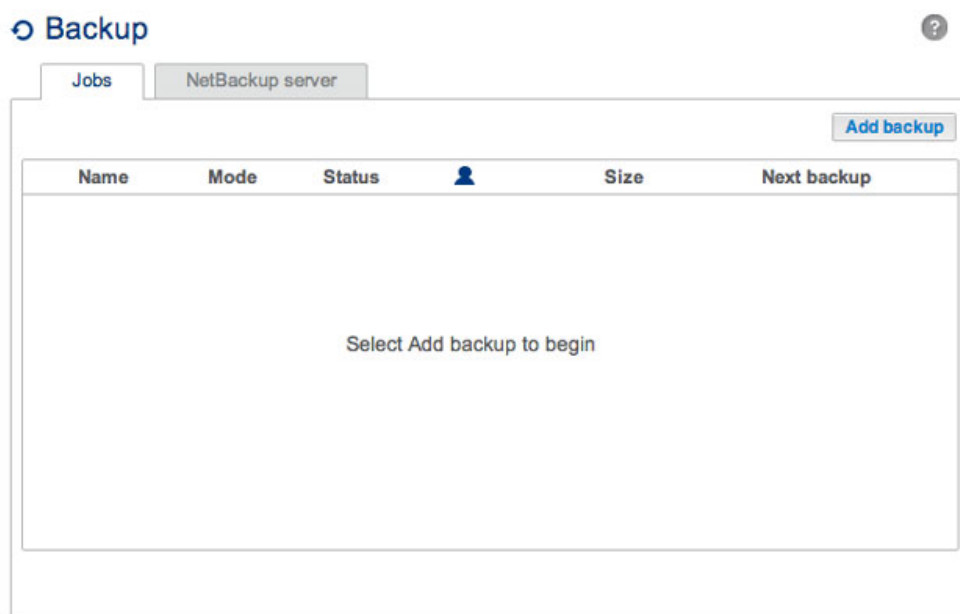 Backup
?
Jobs NetBackup server
Add backup
Name Mode Status Size Next backup
Select Add backup to begin